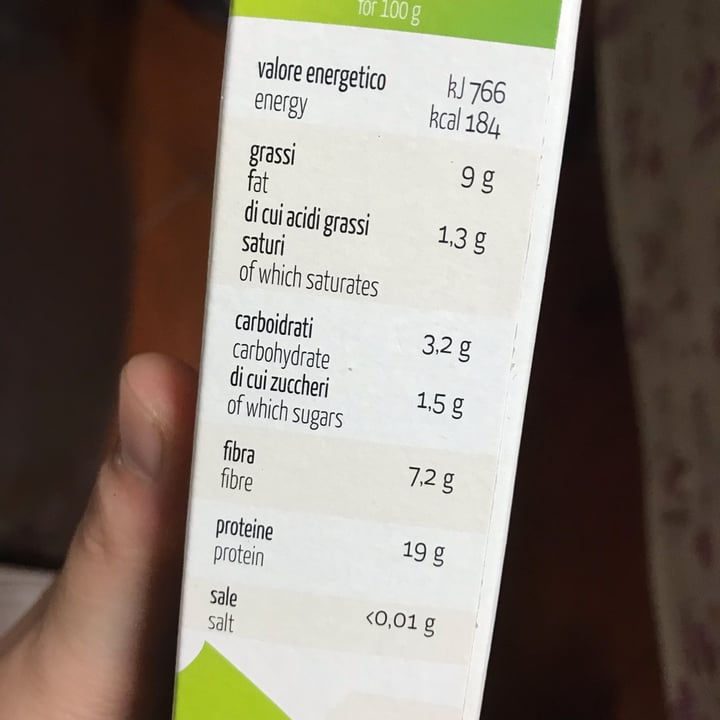 for 100 g
valore energetico kJ 766
energy kcal 184
grassi
fat 9 g
di cui acidi grassi
saturi 1,3 g
of which saturates
carboidrati
carbohydrate 3,2 g
di cui zuccheri
of which sugars 1,5 g
fibra
fibre 7,2 g
proteine
protein 19 g
sale
salt <0,01 g